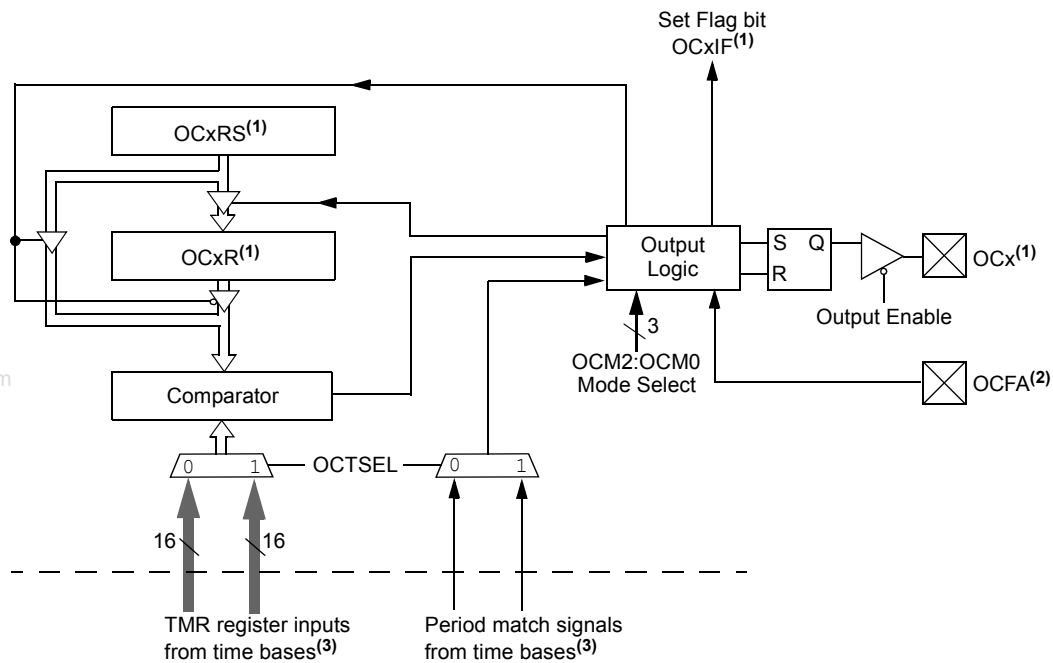 Set Flag bit
OCxIF(1)
OCxRS(1)
OCxR(1)
Output
Logic
S Q
R
OCx(1)
Output Enable
3
OCM2:OCM0
Mode Select
OCFA(2)
m
Comparator
0 1
OCTSEL
0 1
16
16
TMR register inputs
from time bases(3)
Period match signals
from time bases(3)